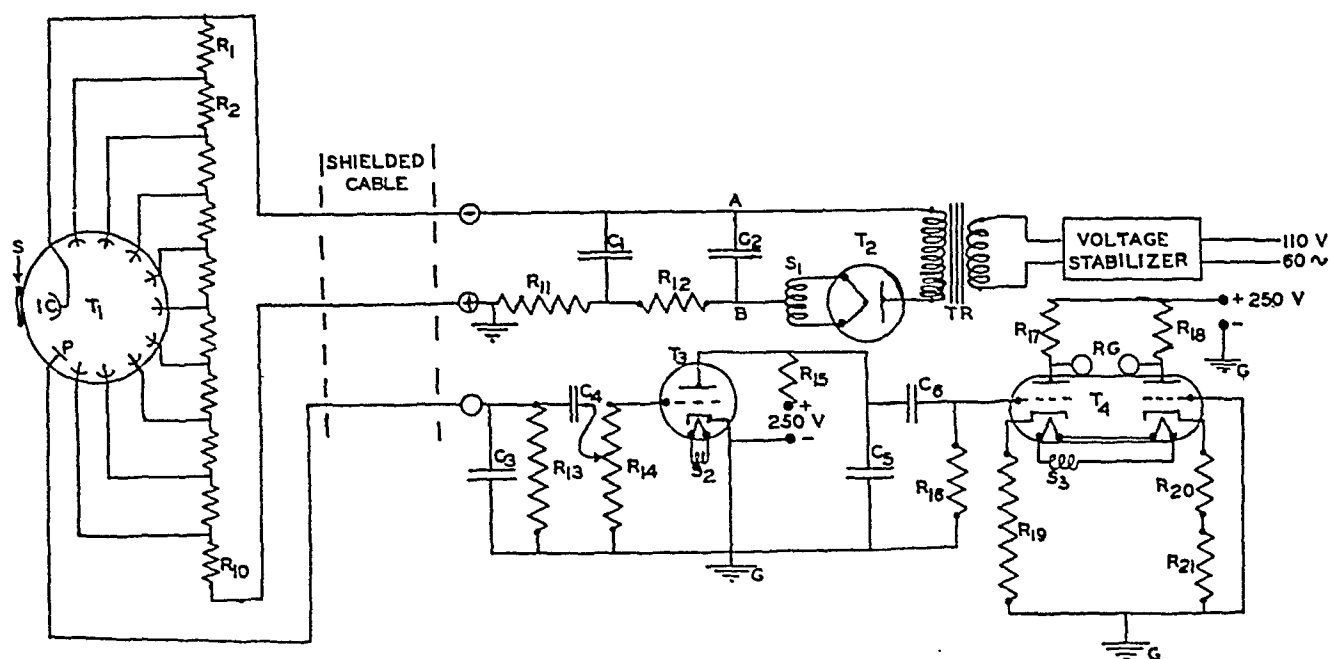 R1
R2
SHIELDED
CABLE
S
IC
T1
P
R10
A
C1
C2
S1
T2
R11
R12
B
TR
VOLTAGE
STABILIZER
110 V
60 ~
+ 250 V
-
G
R17
RG
R18
T3
C4
R15
+
250 V
-
C6
T4
C3
R13
R14
S2
C5
R16
S3
R19
R20
R21
G
G